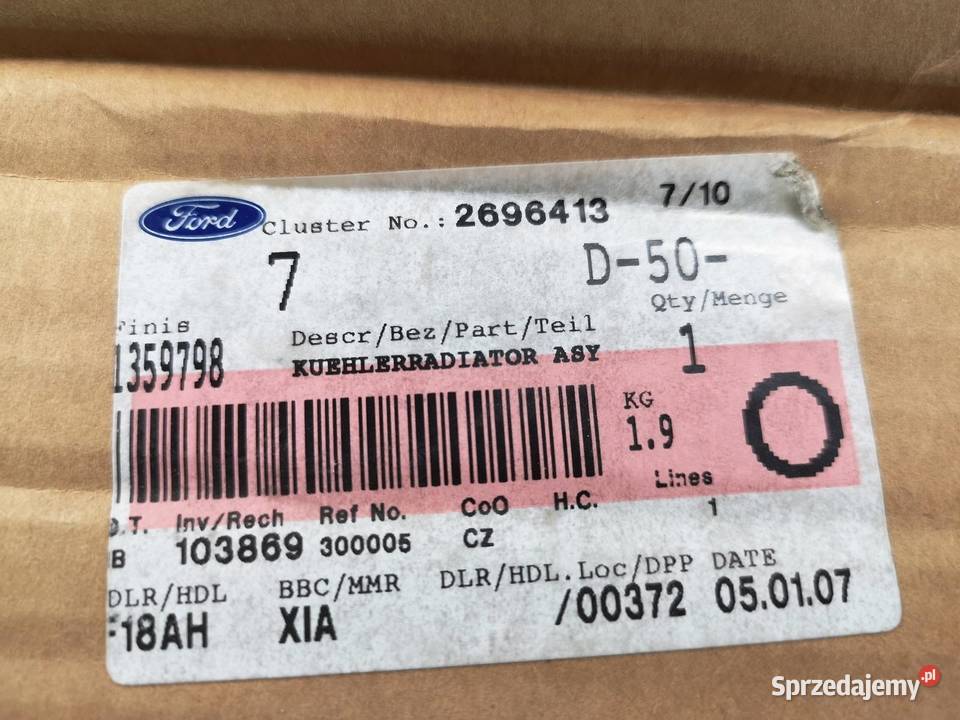 Ford Cluster No.: 2696413 7/10
7 D-50-
Finis Descr/Bez/Part/Teil Qty/Menge
1359798 KUEHLERRADIATOR ASY 1
KG
1.9 O
Lines
.T. Inv/Rech Ref No. CoO H.C. 1
B 103869 300005 CZ
DLR/HDL BBC/MMR DLR/HDL.Loc/DPP DATE
F18AH XIA /00372 05.01.07
Sprzedajemy.pl